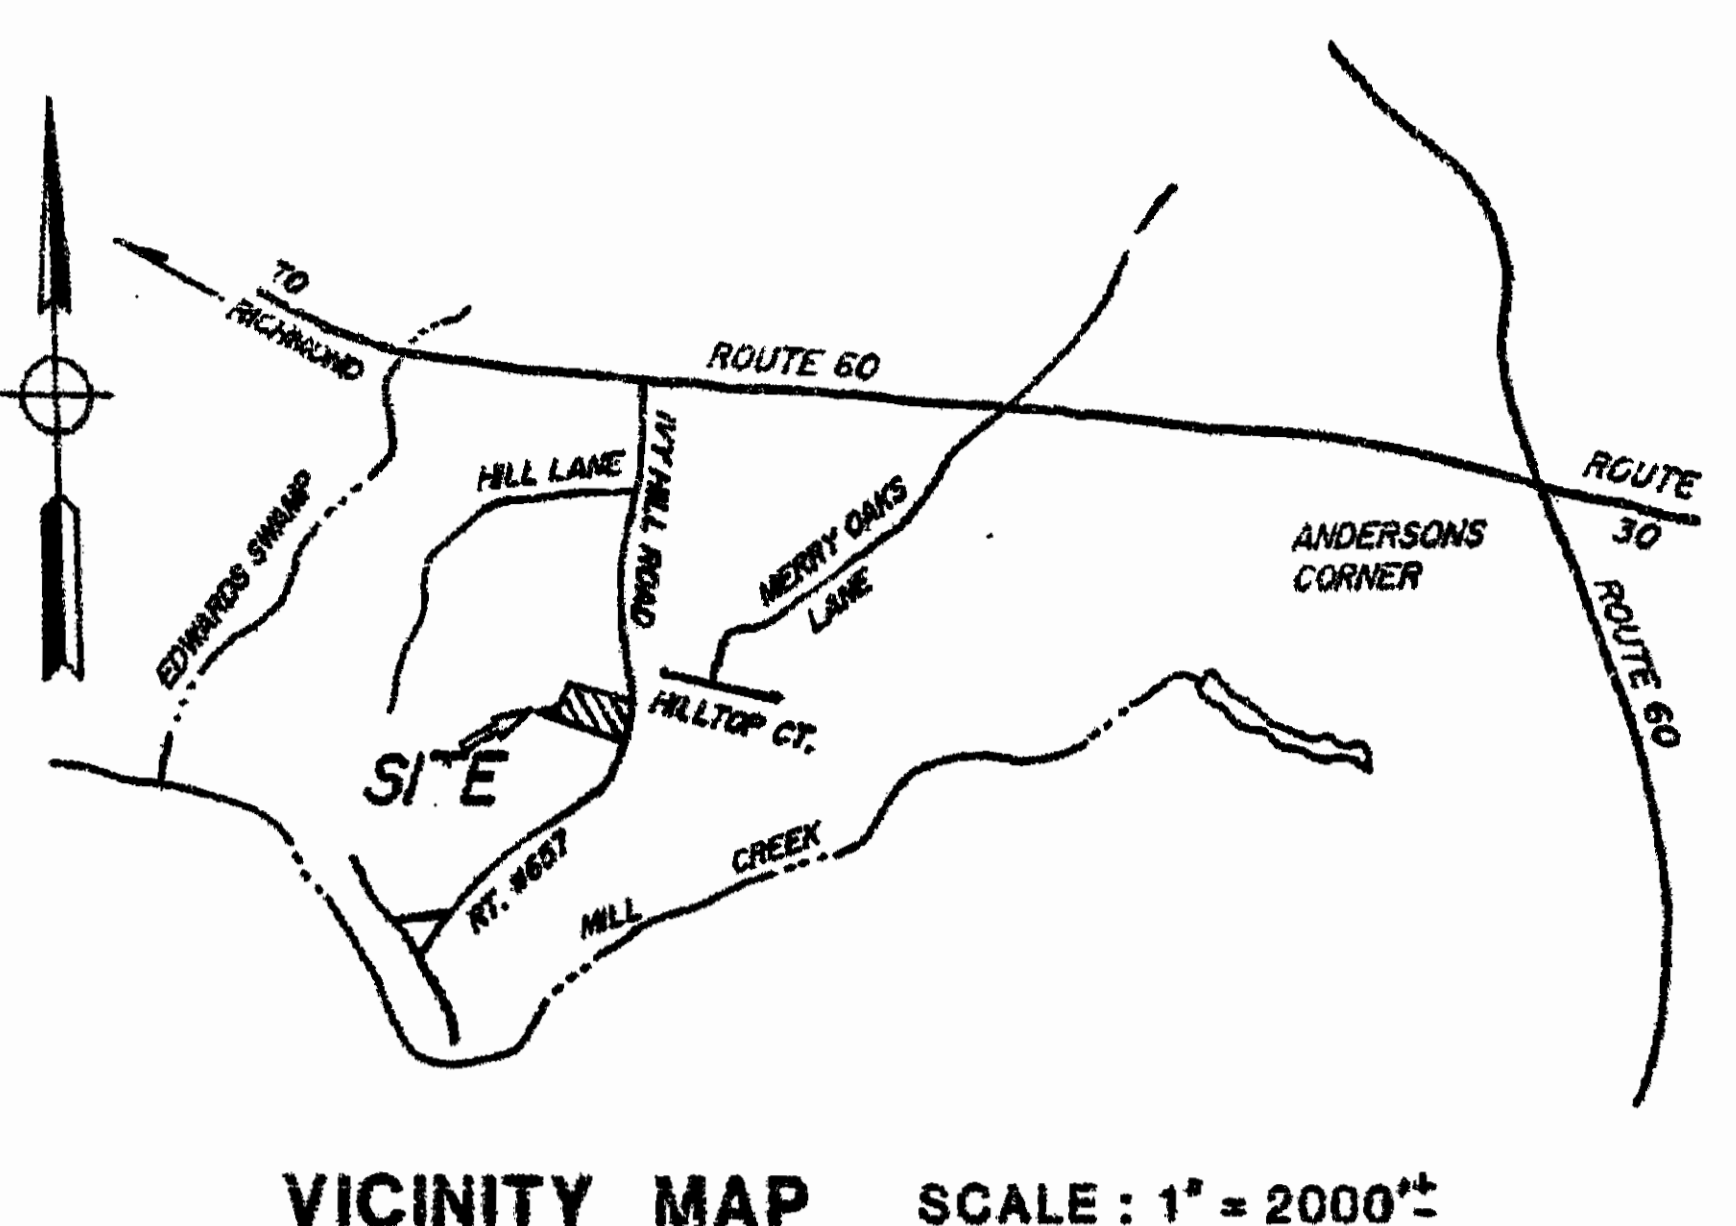 TO
RICHMOND
ROUTE 60
ROUTE
30
HILL LANE
IVY HILL ROAD
EDWARDS SWAMP
MERRY OAKS
LANE
ANDERSONS
CORNER
ROUTE 60
HILLTOP CT.
SITE
RT. #657
MILL
CREEK
VICINITY MAP SCALE : 1" = 2000'±